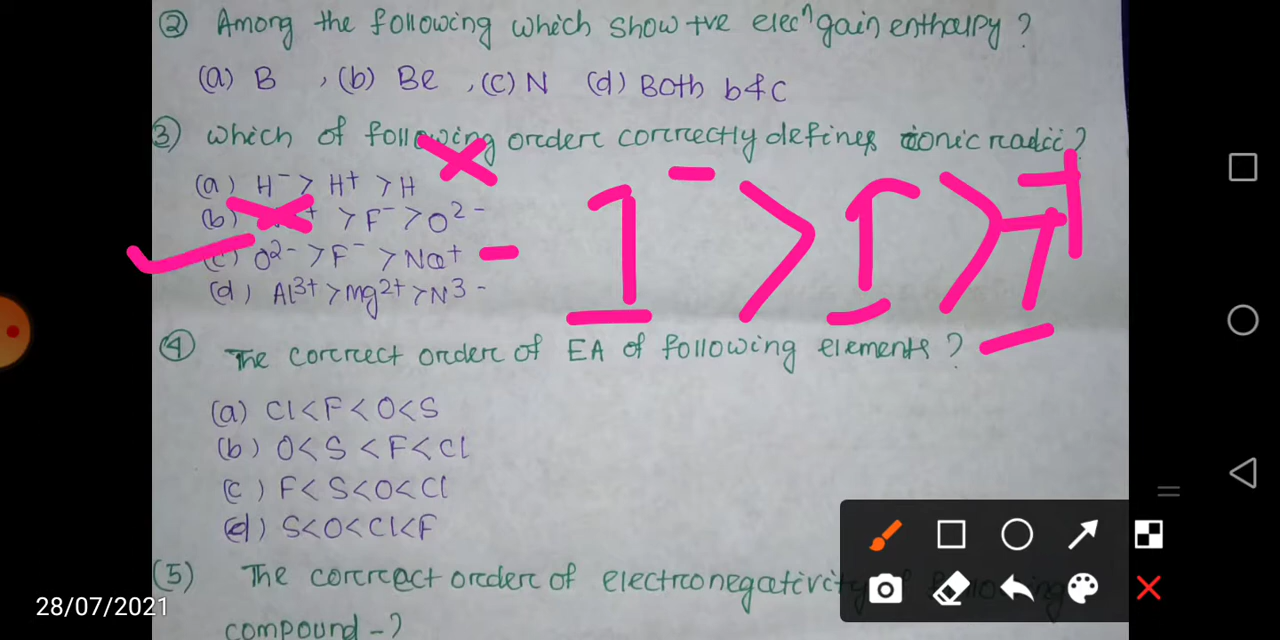 ② Among the following which show +ve elecⁿ gain enthalpy ?
(a) B , (b) Be , (c) N (d) Both b & c
③ which of following order correctly defines ionic radii ?
(a) H⁻ > H⁺ > H
(b) > F⁻ > O²⁻
(c) O²⁻ > F⁻ > Na⁺
(d) Al³⁺ > Mg²⁺ > N³⁻
I⁻ > I > I⁺
④ The correct order of EA of following elements ?
(a) Cl < F < O < S
(b) O < S < F < Cl
(c) F < S < O < Cl
(d) S < O < Cl < F
(5) The correct order of electronegativity
compound - ?
28/07/2021